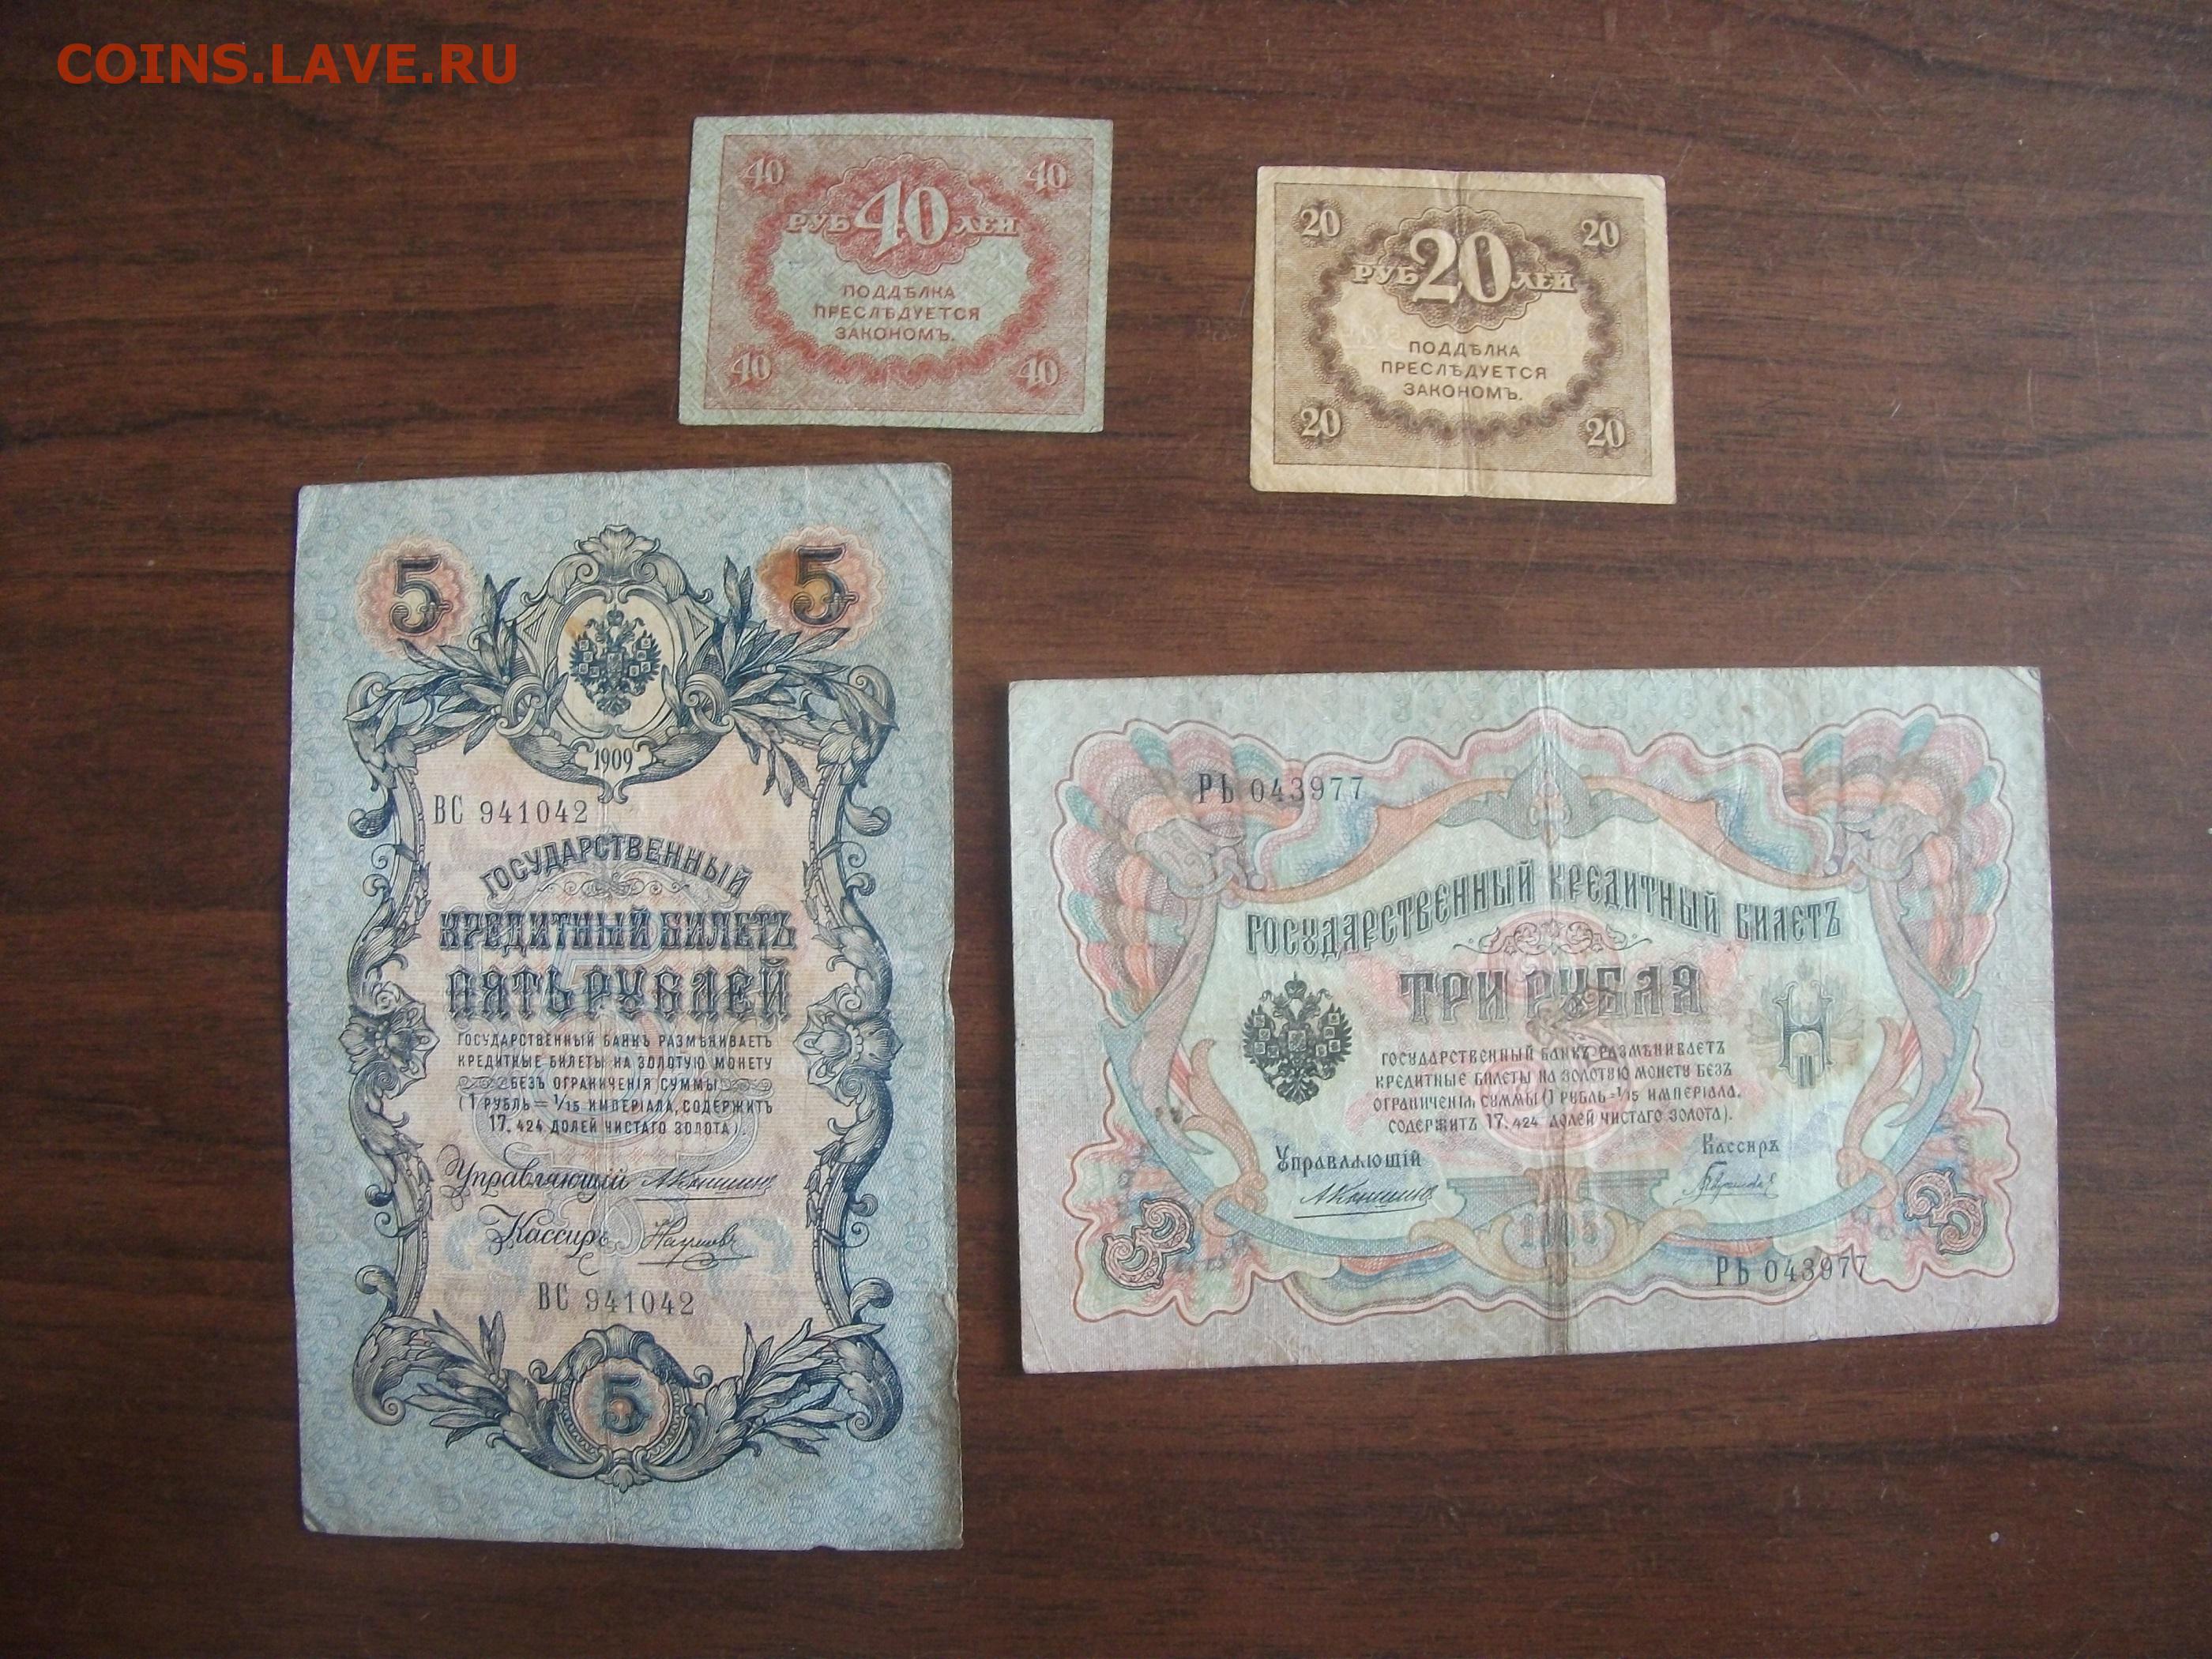 COINS.LAVE.RU
40 40
РУБ 40 ЛЕЙ
ПОДДѢЛКА
ПРЕСЛѢДУЕТСЯ
ЗАКОНОМЪ.
40 40
20 20
РУБ 20 ЛЕЙ
ПОДДѢЛКА
ПРЕСЛѢДУЕТСЯ
ЗАКОНОМЪ.
20 20
5 5
1909
ВС 941042
ГОСУДАРСТВЕННЫЙ
КРЕДИТНЫЙ БИЛЕТЪ
ПЯТЬ РУБЛЕЙ
ГОСУДАРСТВЕННЫЙ БАНКЪ РАЗМѢНИВАЕТЪ
КРЕДИТНЫЕ БИЛЕТЫ НА ЗОЛОТУЮ МОНЕТУ
БЕЗЪ ОГРАНИЧЕНІЯ СУММЫ
(1 РУБЛЬ = 1/15 ИМПЕРІАЛА, СОДЕРЖИТЪ
17,424 ДОЛЕЙ ЧИСТАГО ЗОЛОТА).
Управляющій
Кассиръ
ВС 941042
5
РЬ 043977
ГОСУДАРСТВЕННЫЙ КРЕДИТНЫЙ БИЛЕТЪ
ТРИ РУБЛЯ
ГОСУДАРСТВЕННЫЙ БАНКЪ РАЗМѢНИВАЕТЪ
КРЕДИТНЫЕ БИЛЕТЫ НА ЗОЛОТУЮ МОНЕТУ БЕЗЪ
ОГРАНИЧЕНІЯ СУММЫ (1 РУБЛЬ = 1/15 ИМПЕРІАЛА,
СОДЕРЖИТЪ 17,424 ДОЛЕЙ ЧИСТАГО ЗОЛОТА).
Управляющій Кассиръ
3 1905 3
РЬ 043977